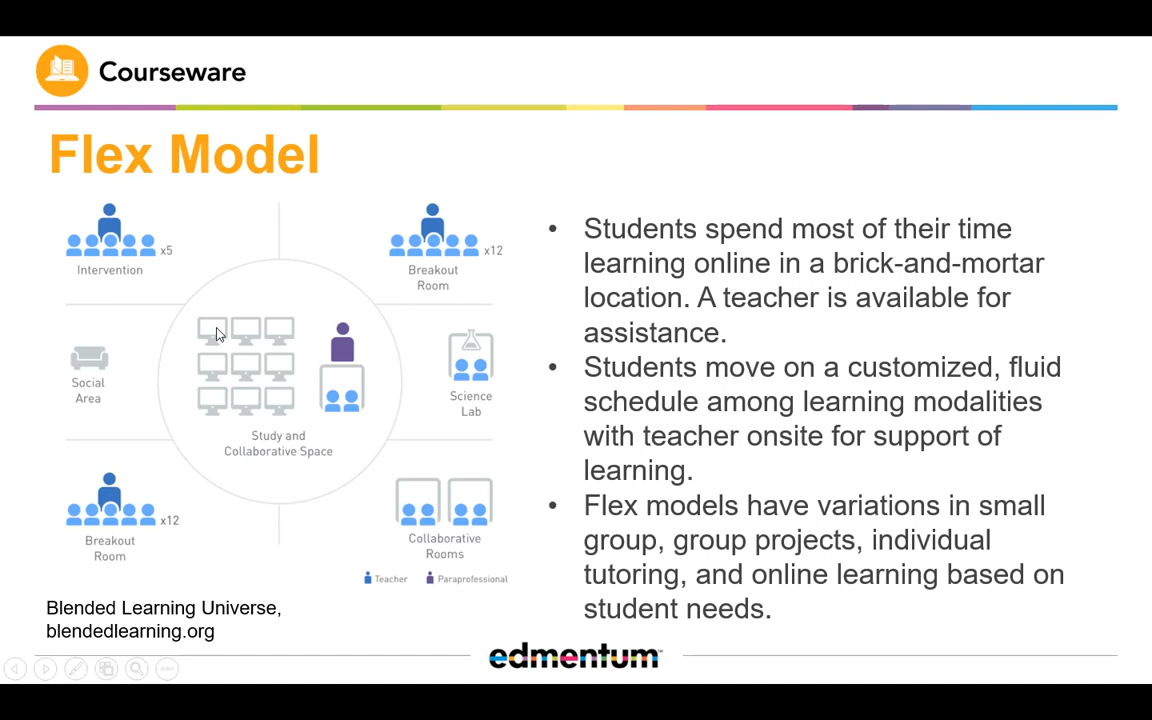 Courseware
Flex Model
x5
Intervention
x12
Breakout
Room
Social
Area
Science
Lab
Study and
Collaborative Space
x12
Breakout
Room
Collaborative
Rooms
Teacher
Paraprofessional
Blended Learning Universe,
blendedlearning.org
• Students spend most of their time
learning online in a brick-and-mortar
location. A teacher is available for
assistance.
• Students move on a customized, fluid
schedule among learning modalities
with teacher onsite for support of
learning.
• Flex models have variations in small
group, group projects, individual
tutoring, and online learning based on
student needs.
edmentum™